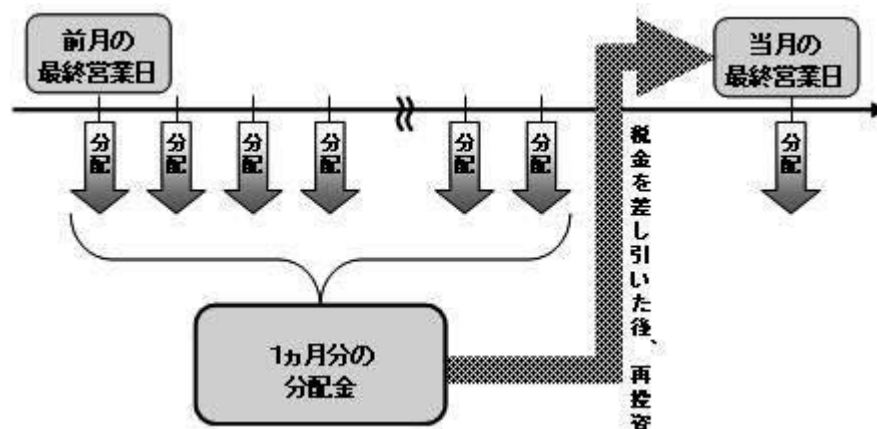 前月の
最終営業日
当月の
最終営業日
分配
分配
分配
分配
分配
分配
分配
税金を差し引いた後、再投資
1ヵ月分の
分配金